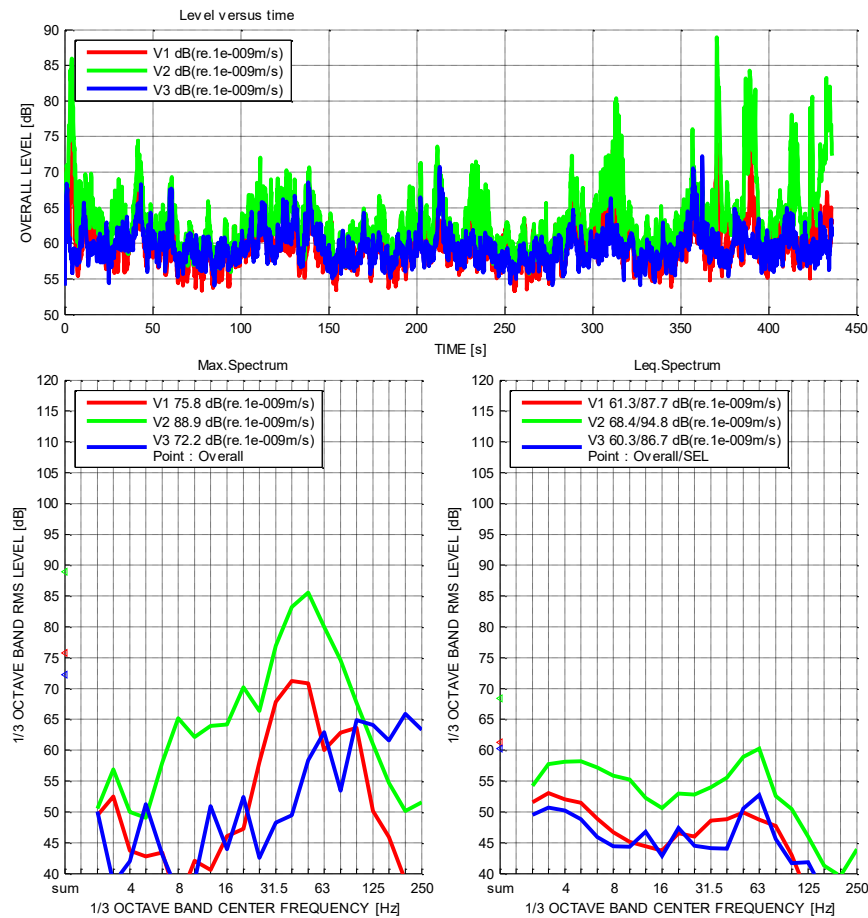 Level versus time
90
85
80
75
70
65
60
55
50
OVERALL LEVEL [dB]
V1 dB(re.1e-009m/s)
V2 dB(re.1e-009m/s)
V3 dB(re.1e-009m/s)
0 50 100 150 200 250 300 350 400 450
TIME [s]
Max.Spectrum
120
115
110
105
100
95
90
85
80
75
70
65
60
55
50
45
40
1/3 OCTAVE BAND RMS LEVEL [dB]
V1 75.8 dB(re.1e-009m/s)
V2 88.9 dB(re.1e-009m/s)
V3 72.2 dB(re.1e-009m/s)
Point : Overall
sum 4 8 16 31.5 63 125 250
1/3 OCTAVE BAND CENTER FREQUENCY [Hz]
Leq.Spectrum
120
115
110
105
100
95
90
85
80
75
70
65
60
55
50
45
40
1/3 OCTAVE BAND RMS LEVEL [dB]
V1 61.3/87.7 dB(re.1e-009m/s)
V2 68.4/94.8 dB(re.1e-009m/s)
V3 60.3/86.7 dB(re.1e-009m/s)
Point : Overall/SEL
sum 4 8 16 31.5 63 125 250
1/3 OCTAVE BAND CENTER FREQUENCY [Hz]